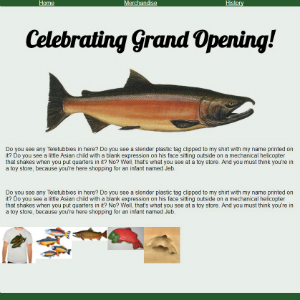 Home Merchandise History
Celebrating Grand Opening!
Do you see any Teletubbies in here? Do you see a slender plastic tag clipped to my shirt with my name printed on
it? Do you see a little Asian child with a blank expression on his face sitting outside on a mechanical helicopter
that shakes when you put quarters in it? No? Well, that's what you see at a toy store. And you must think you're in
a toy store, because you're here shopping for an infant named Jeb.
Do you see any Teletubbies in here? Do you see a slender plastic tag clipped to my shirt with my name printed on
it? Do you see a little Asian child with a blank expression on his face sitting outside on a mechanical helicopter
that shakes when you put quarters in it? No? Well, that's what you see at a toy store. And you must think you're in
a toy store, because you're here shopping for an infant named Jeb.